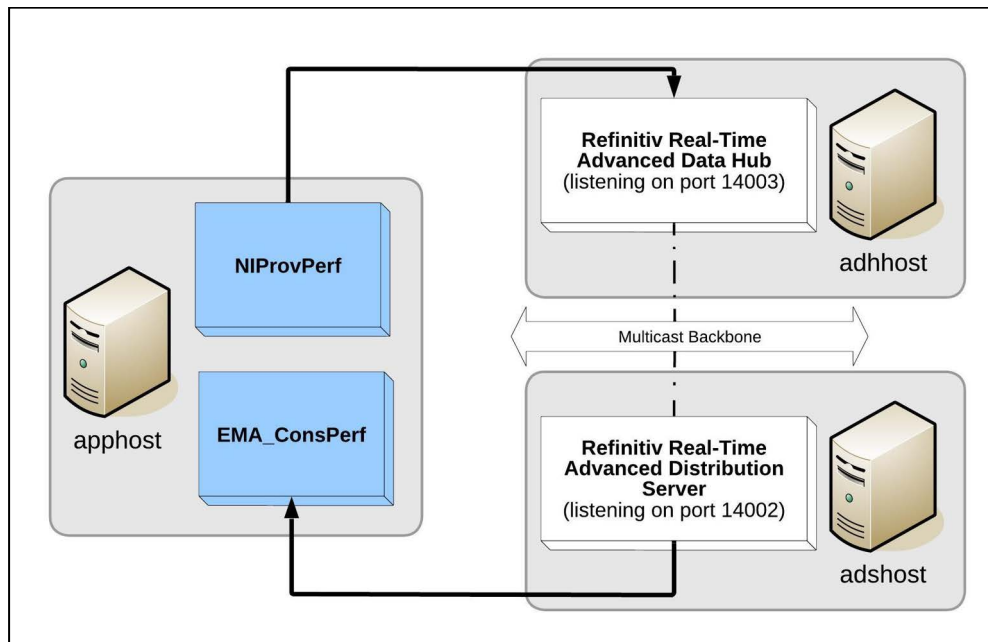 Refinitiv Real-Time
Advanced Data Hub
(listening on port 14003)
adhhost
NIProvPerf
Multicast Backbone
EMA_ConsPerf
apphost
Refinitiv Real-Time
Advanced Distribution
Server
(listening on port 14002)
adshost